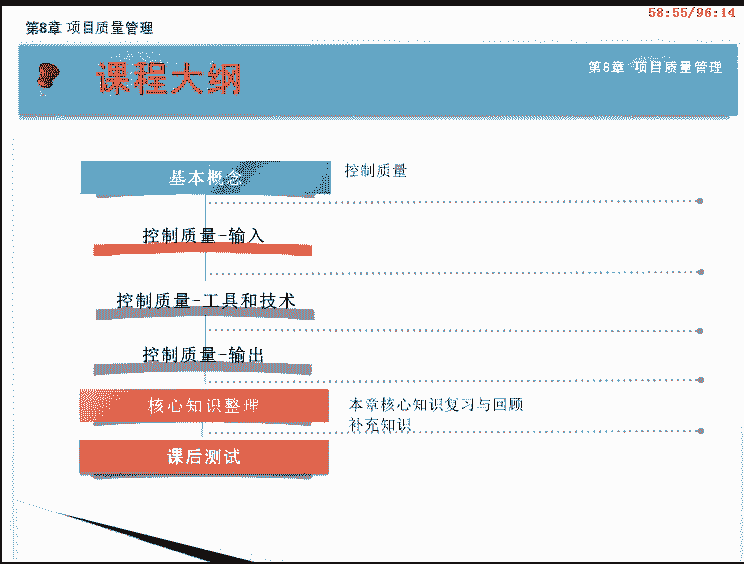 58:55/96:14
第8章 项目质量管理
课程大纲
第8章 项目质量管理
基本概念
控制质量
控制质量-输入
控制质量-工具和技术
控制质量-输出
核心知识整理
本章核心知识复习与回顾
补充知识
课后测试